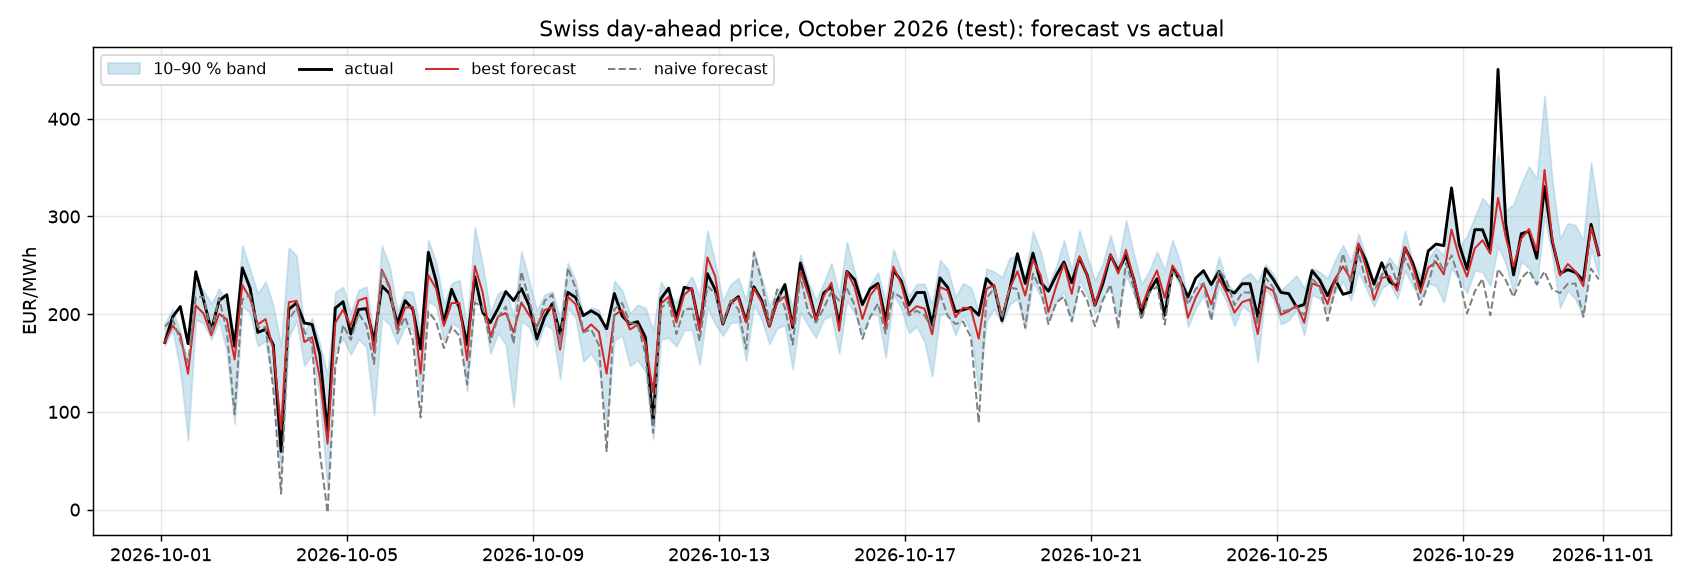 Swiss day-ahead price, October 2026 (test): forecast vs actual
10–90 % band actual best forecast naive forecast
EUR/MWh
400
300
200
100
0
2026-10-01 2026-10-05 2026-10-09 2026-10-13 2026-10-17 2026-10-21 2026-10-25 2026-10-29 2026-11-01